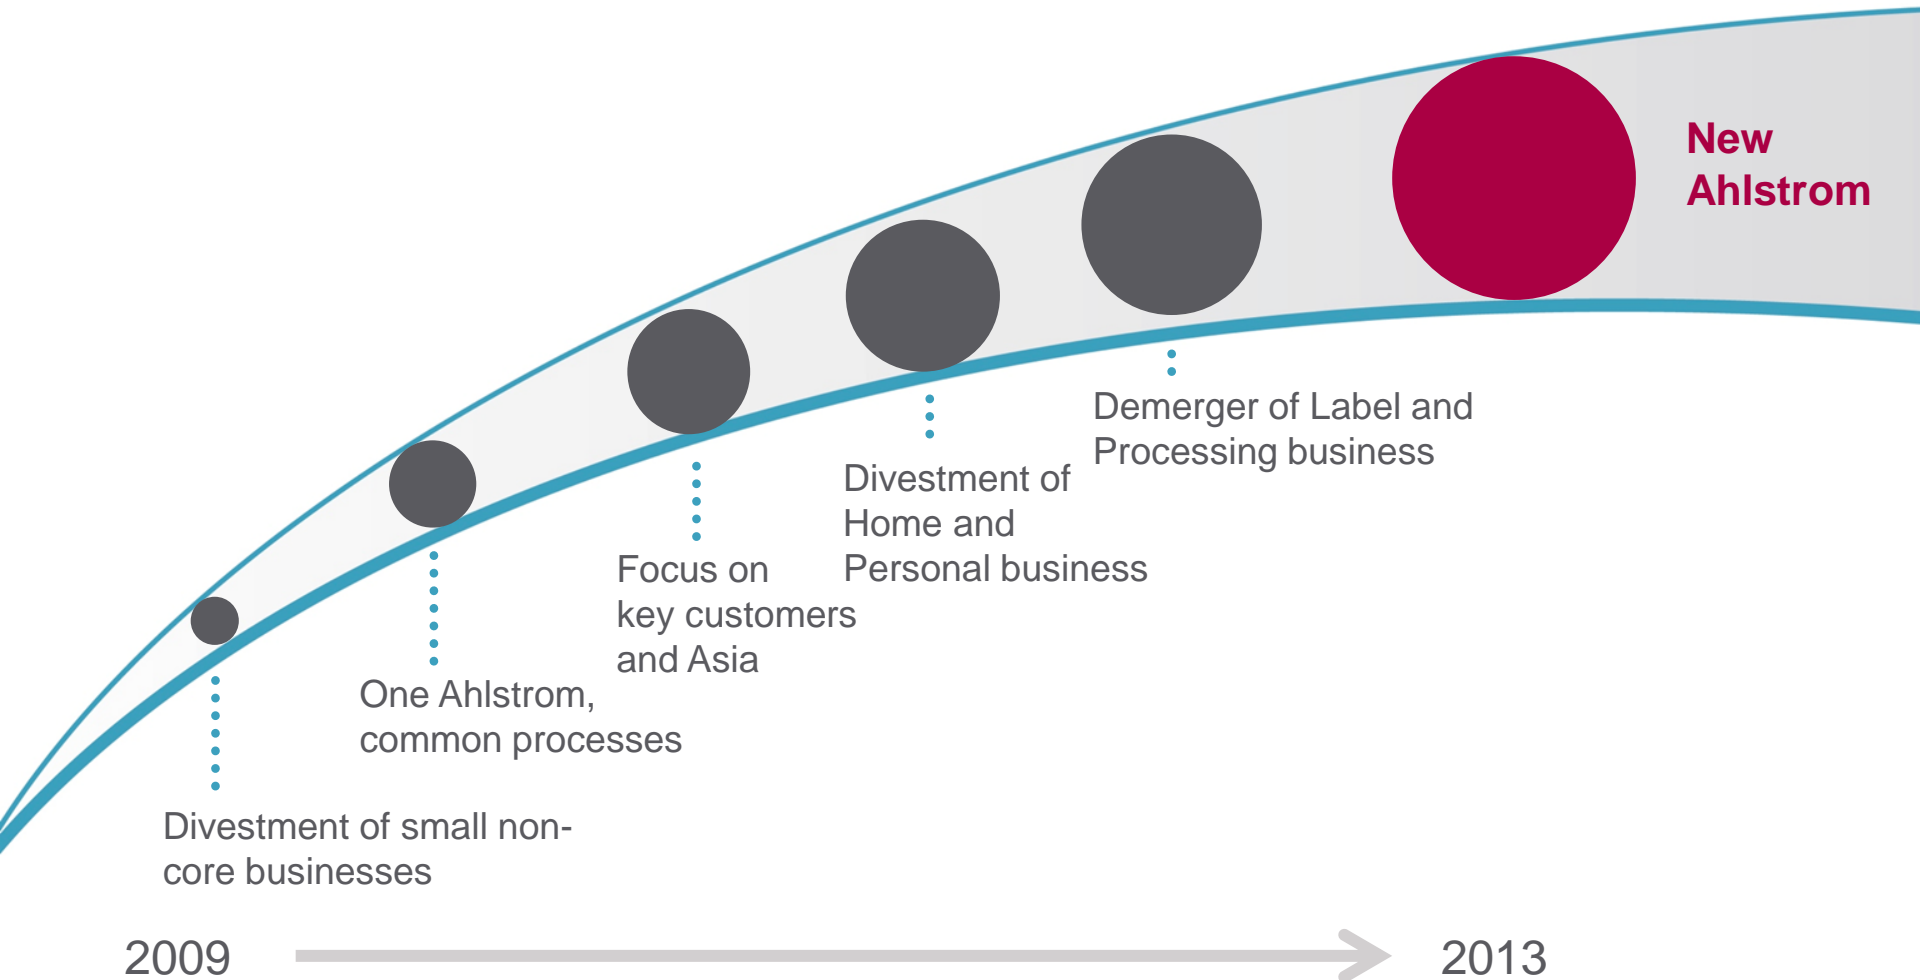 New
Ahlstrom
Demerger of Label and
Processing business
Divestment of
Home and
Personal business
Focus on
key customers
and Asia
One Ahlstrom,
common processes
Divestment of small non-
core businesses
2009
2013